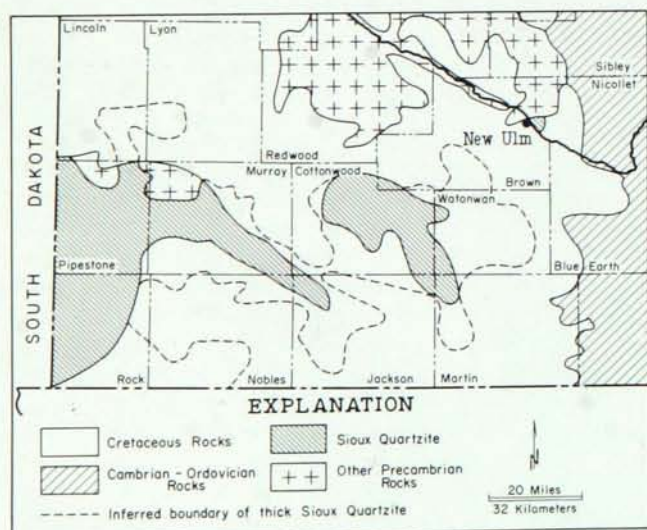 Lincoln
Lyon
Sibley
Nicollet
New Ulm
Redwood
Murray
Cottonwood
Brown
Watonwan
SOUTH DAKOTA
Pipestone
Blue Earth
Rock
Nobles
Jackson
Martin
EXPLANATION
Cretaceous Rocks
Sioux Quartzite
Cambrian - Ordovician
Rocks
Other Precambrian
Rocks
Inferred boundary of thick Sioux Quartzite
20 Miles
32 Kilometers